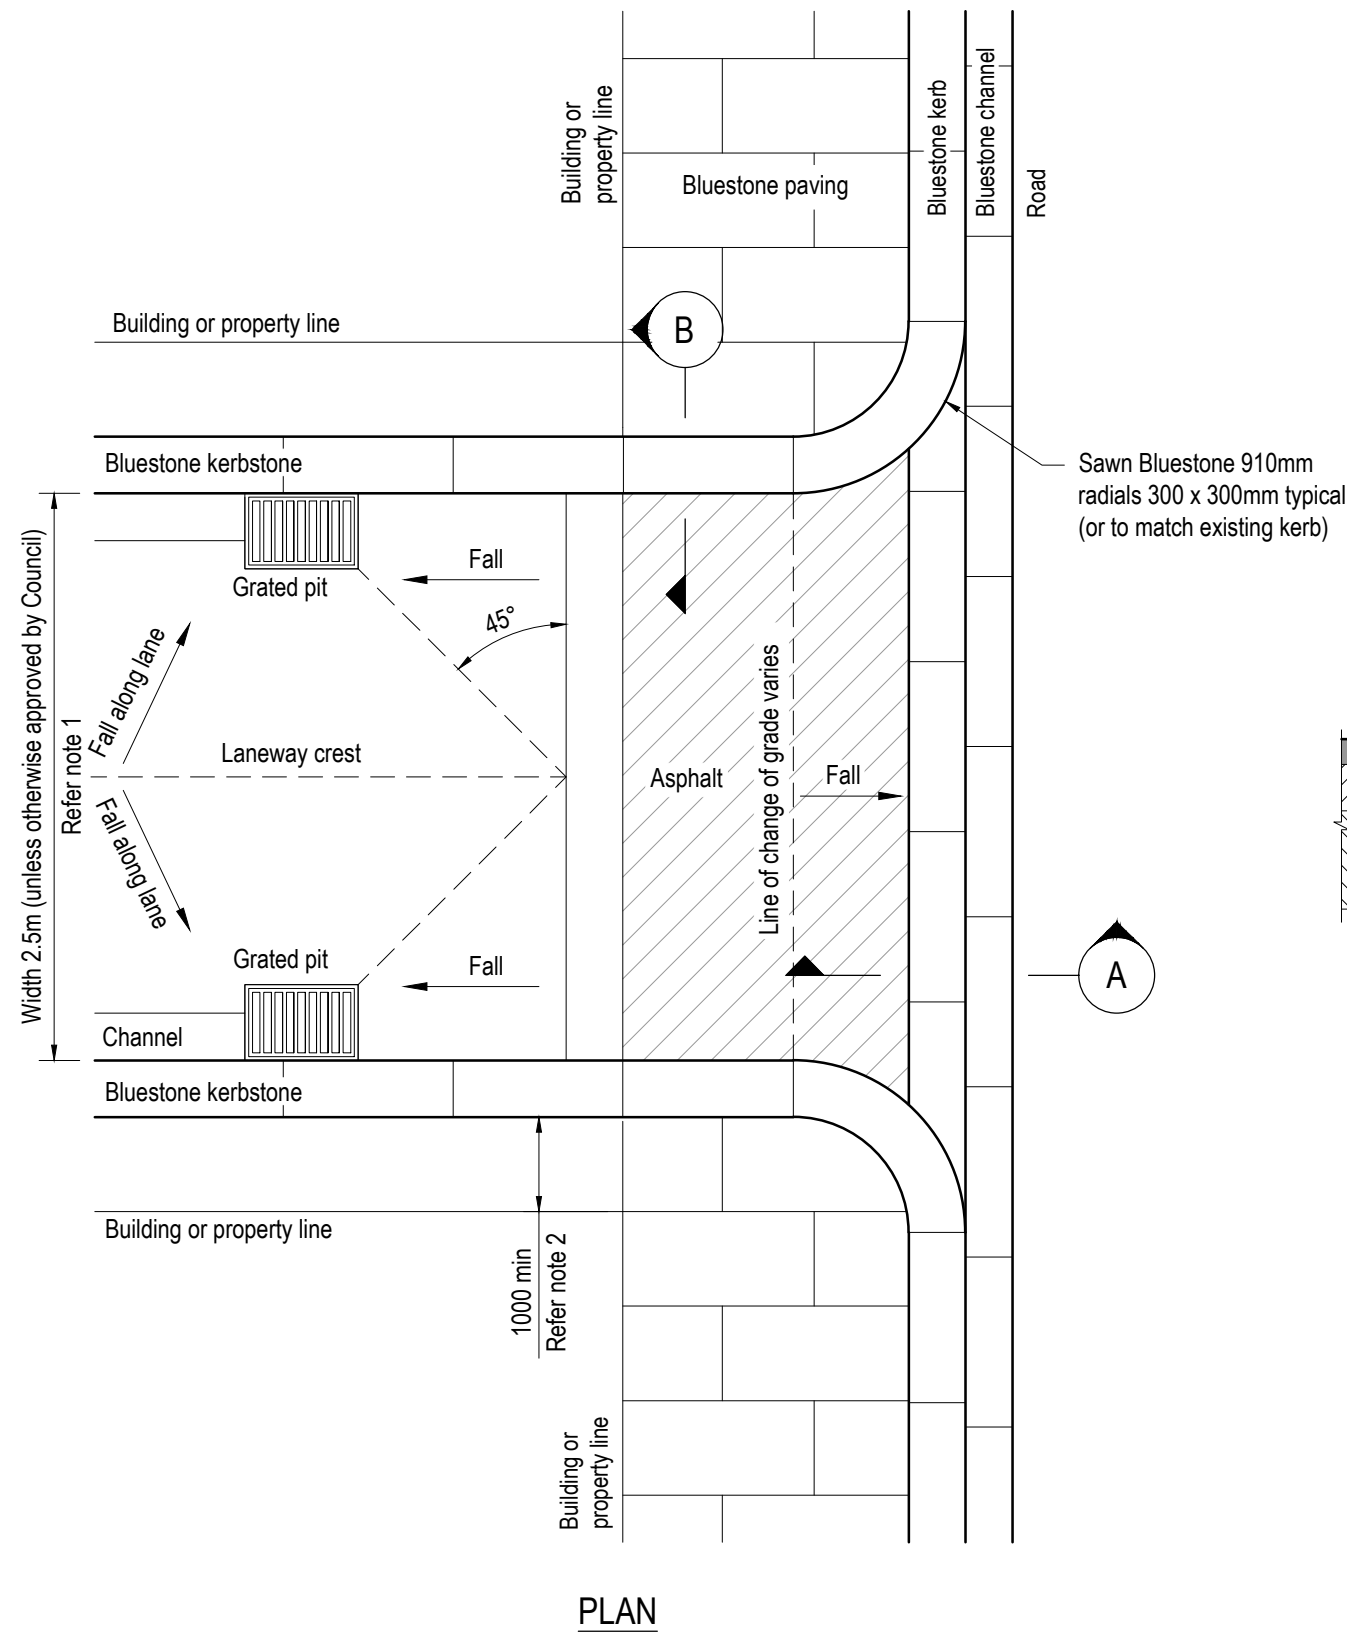 Building or
property line
Bluestone paving
Bluestone kerb
Bluestone channel
Road
Building or property line
B
Bluestone kerbstone
Sawn Bluestone 910mm
radials 300 x 300mm typical
(or to match existing kerb)
Grated pit
Fall
45°
Width 2.5m (unless otherwise approved by Council)
Refer note 1
Fall along lane
Laneway crest
Asphalt
Line of change of grade varies
Fall
Fall along lane
Grated pit
Fall
A
Channel
Bluestone kerbstone
Building or property line
1000 min
Refer note 2
Building or
property line
PLAN